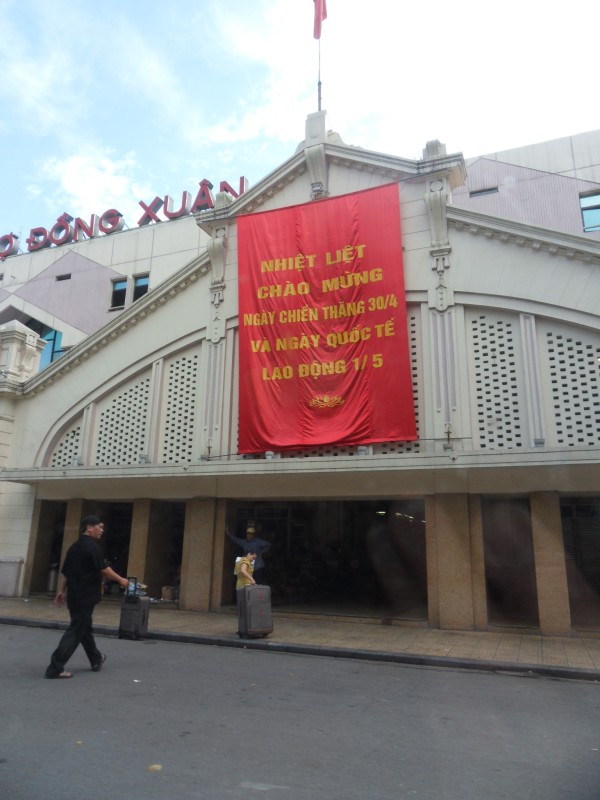 Ợ ĐỒNG XUÂN
NHIỆT LIỆT
CHÀO MỪNG
NGÀY CHIẾN THẮNG 30/4
VÀ NGÀY QUỐC TẾ
LAO ĐỘNG 1/5